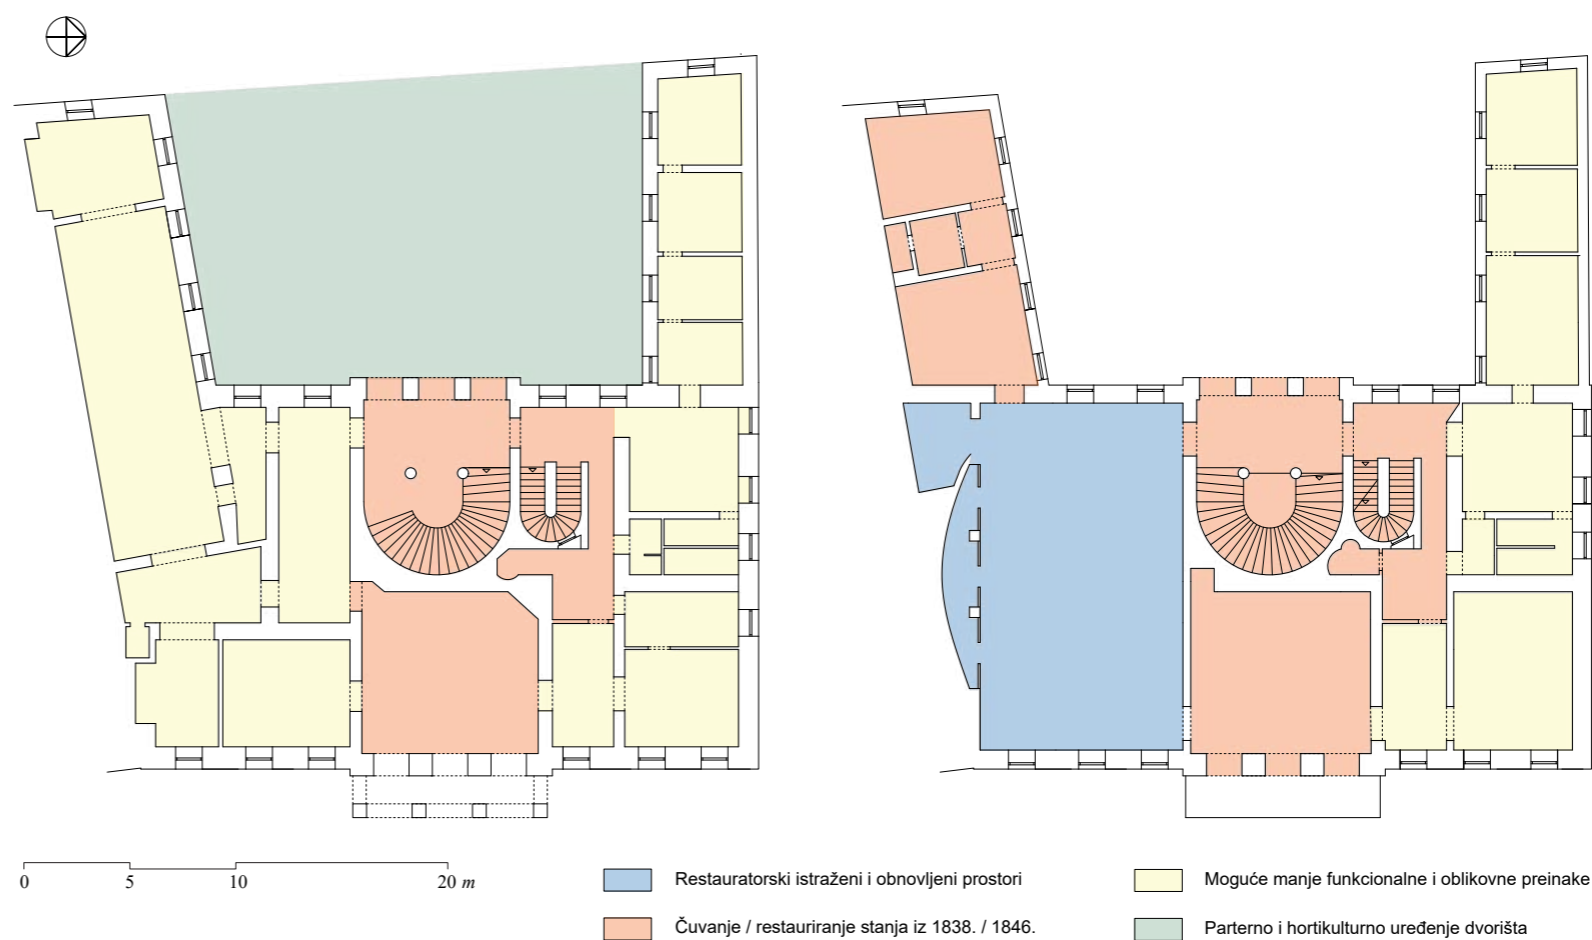 0 5 10 20 m
Restauratorski istraženi i obnovljeni prostori
Čuvanje / restauriranje stanja iz 1838. / 1846.
Moguće manje funkcionalne i oblikovne preinake
Parterno i hortikulturno uređenje dvorišta